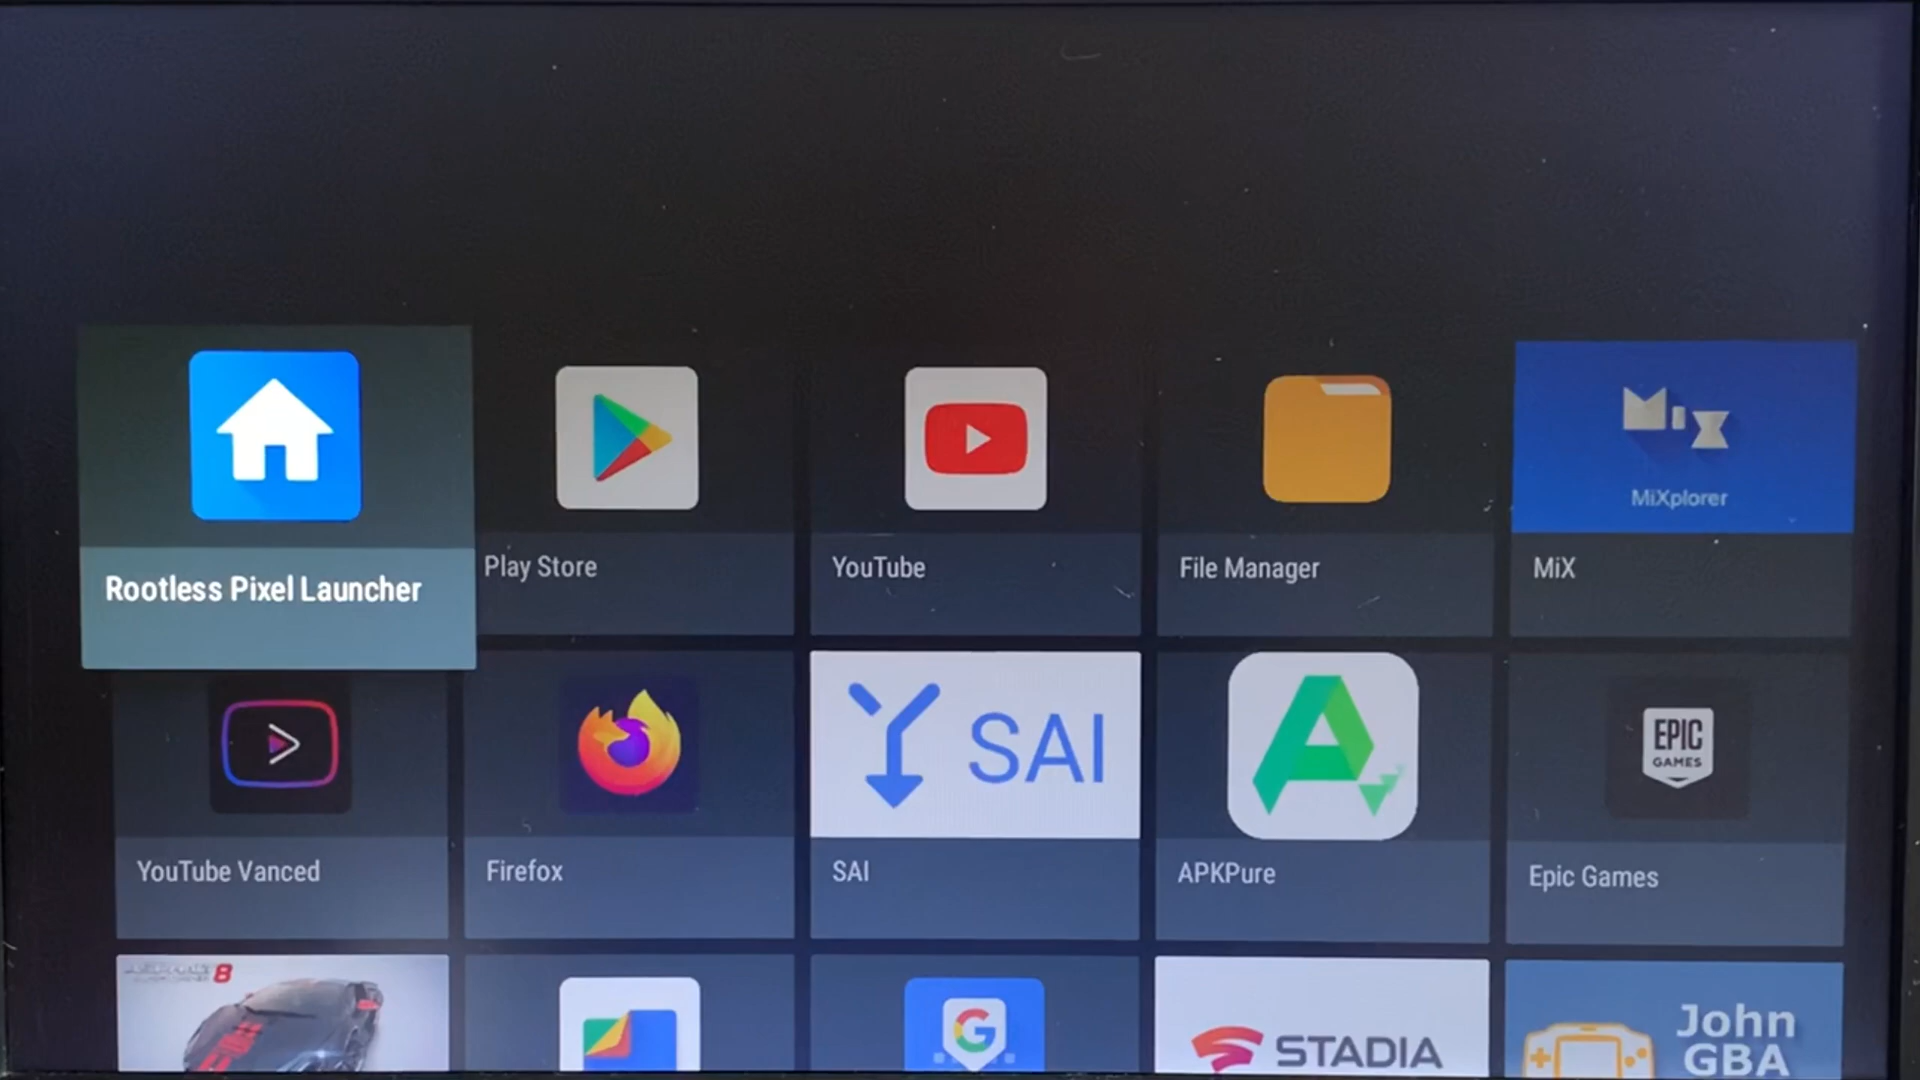 MiX
MiXplorer
Rootless Pixel Launcher
Play Store
YouTube
File Manager
MiX
SAI
EPIC
GAMES
YouTube Vanced
Firefox
SAI
APKPure
Epic Games
8
G
STADIA
John
GBA